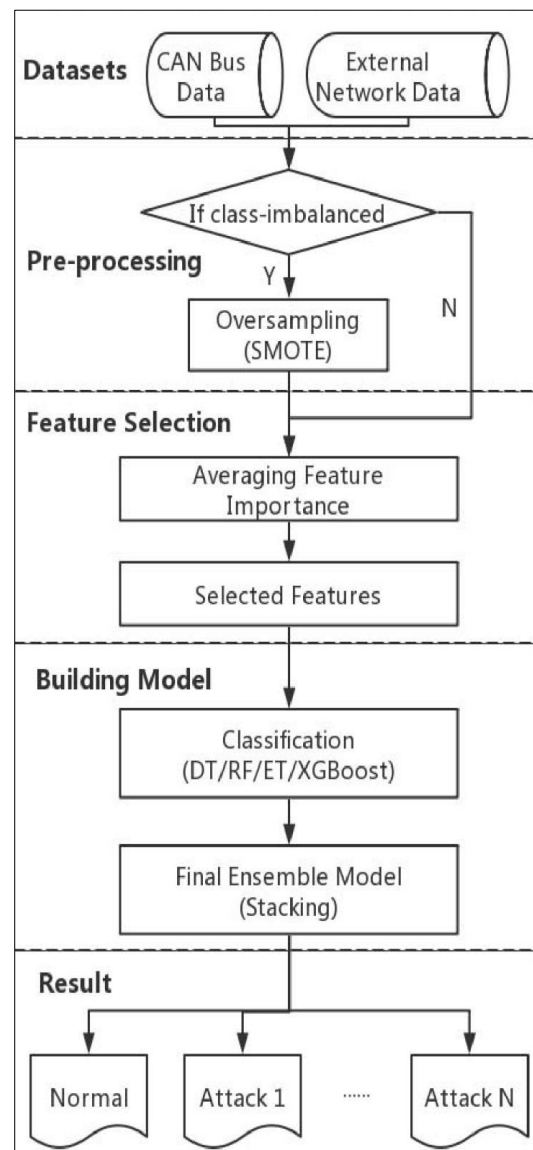 Datasets
CAN Bus
Data
External
Network Data
If class-imbalanced
Pre-processing
Y
N
Oversampling
(SMOTE)
Feature Selection
Averaging Feature
Importance
Selected Features
Building Model
Classification
(DT/RF/ET/XGBoost)
Final Ensemble Model
(Stacking)
Result
Normal
Attack 1
......
Attack N